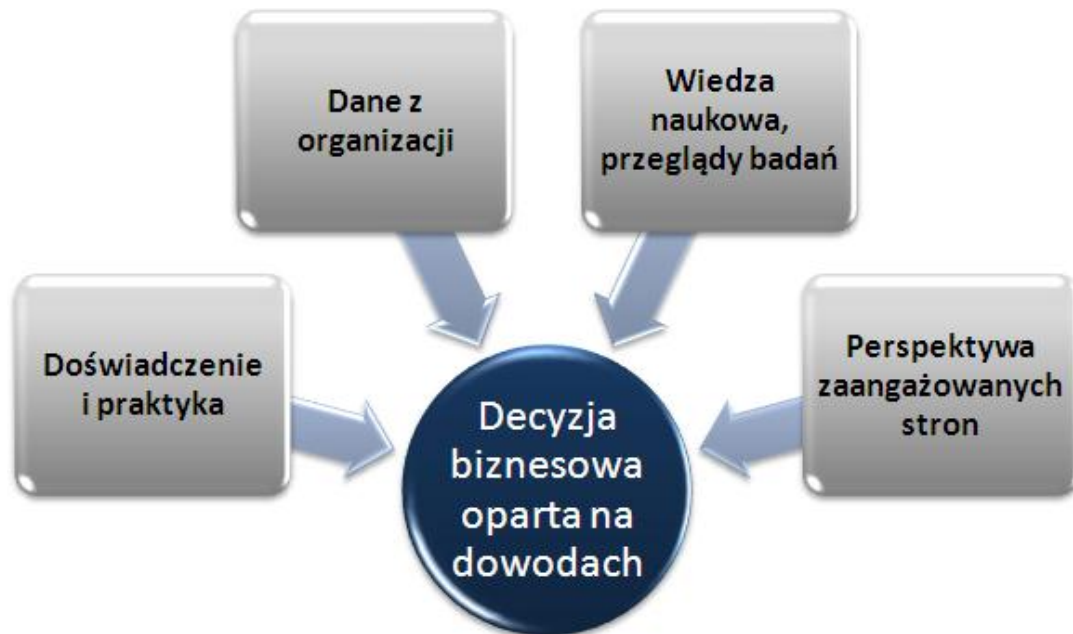 Dane z
organizacji
Wiedza
naukowa,
przeglądy badań
Doświadczenie
i praktyka
Perspektywa
zaangażowanych
stron
Decyzja
biznesowa
oparta na
dowodach